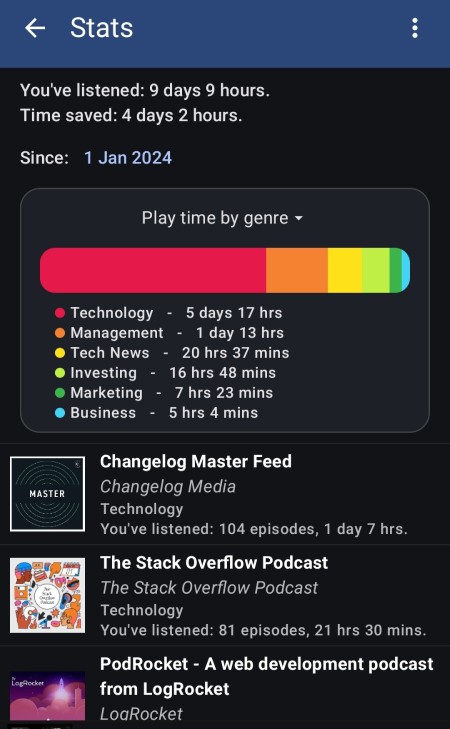 Stats
You've listened: 9 days 9 hours.
Time saved: 4 days 2 hours.
Since: 1 Jan 2024
Play time by genre
Technology - 5 days 17 hrs
Management - 1 day 13 hrs
Tech News - 20 hrs 37 mins
Investing - 16 hrs 48 mins
Marketing - 7 hrs 23 mins
Business - 5 hrs 4 mins
MASTER
Changelog Master Feed
Changelog Media
Technology
You've listened: 104 episodes, 1 day 7 hrs.
The Stack Overflow Podcast
The Stack Overflow Podcast
The Stack Overflow Podcast
Technology
You've listened: 81 episodes, 21 hrs 30 mins.
LogRocket
PodRocket - A web development podcast
from LogRocket
LogRocket